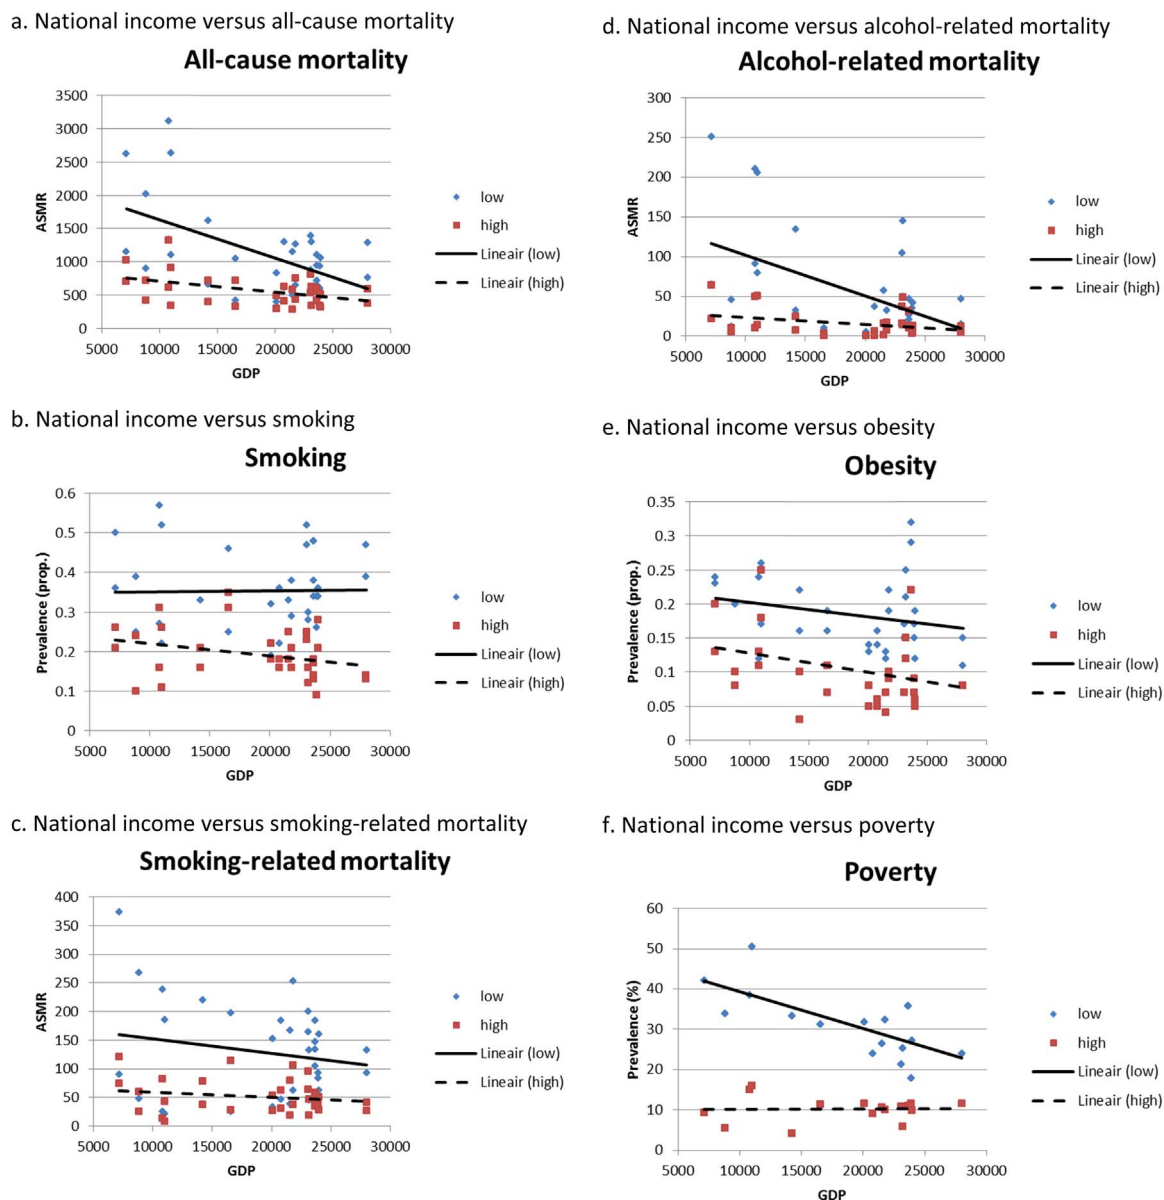 a. National income versus all-cause mortality
All-cause mortality
3500
3000
2500
2000
1500
1000
500
0
ASMR
5000 10000 15000 20000 25000 30000
GDP
low
high
Lineair (low)
Lineair (high)
b. National income versus smoking
Smoking
0.6
0.5
0.4
0.3
0.2
0.1
0
Prevalence (prop.)
5000 10000 15000 20000 25000 30000
GDP
low
high
Lineair (low)
Lineair (high)
c. National income versus smoking-related mortality
Smoking-related mortality
400
350
300
250
200
150
100
50
0
ASMR
5000 10000 15000 20000 25000 30000
GDP
low
high
Lineair (low)
Lineair (high)
d. National income versus alcohol-related mortality
Alcohol-related mortality
300
250
200
150
100
50
0
ASMR
5000 10000 15000 20000 25000 30000
GDP
low
high
Lineair (low)
Lineair (high)
e. National income versus obesity
Obesity
0.35
0.3
0.25
0.2
0.15
0.1
0.05
0
Prevalence (prop.)
5000 10000 15000 20000 25000 30000
GDP
low
high
Lineair (low)
Lineair (high)
f. National income versus poverty
Poverty
60
50
40
30
20
10
0
Prevalence (%)
5000 10000 15000 20000 25000 30000
GDP
low
high
Lineair (low)
Lineair (high)